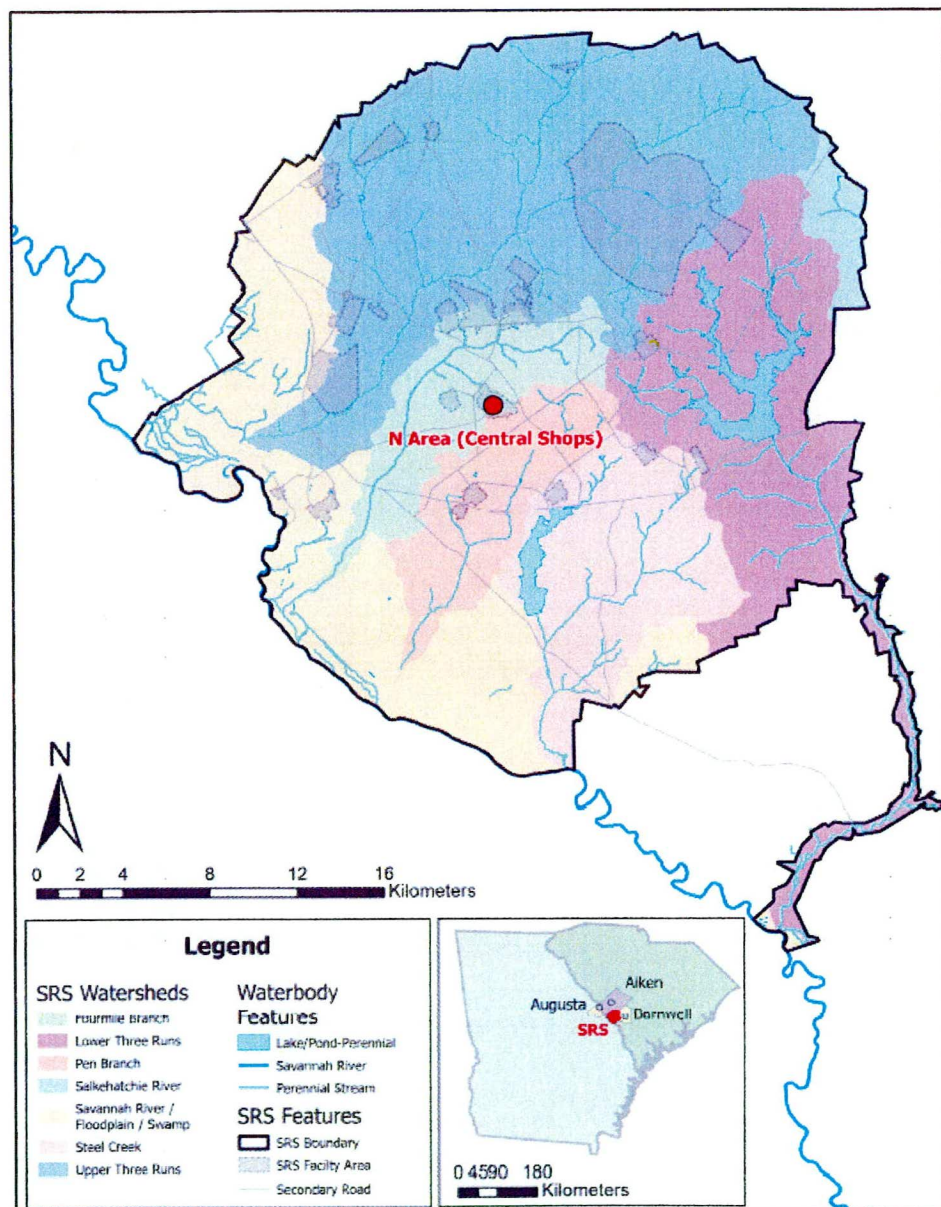 N Area (Central Shops)
N
0 2 4 8 12 16
Kilometers
Legend
SRS Watersheds
Fourmile Branch
Lower Three Runs
Pen Branch
Salkehatchie River
Savannah River /
Floodplain / Swamp
Steel Creek
Upper Three Runs
Waterbody
Features
Lake/Pond-Perennial
Savannah River
Perennial Stream
SRS Features
SRS Boundary
SRS Facilty Area
Secondary Road
Aiken
Augusta
Barnwell
SRS
0 4590 180
Kilometers